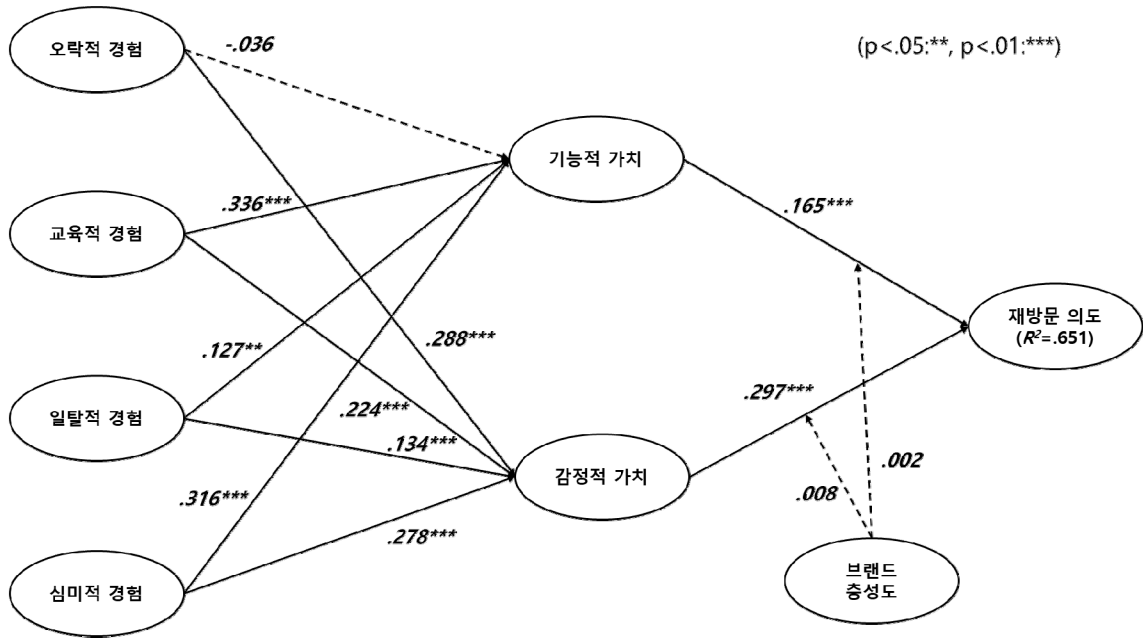 오락적 경험
-.036
(p<.05:**, p<.01:***)
기능적 가치
.336***
.165***
교육적 경험
재방문 의도
(R²=.651)
.127**
.288***
.297***
일탈적 경험
.224***
.134***
감정적 가치
.002
.008
.316***
.278***
심미적 경험
브랜드
충성도